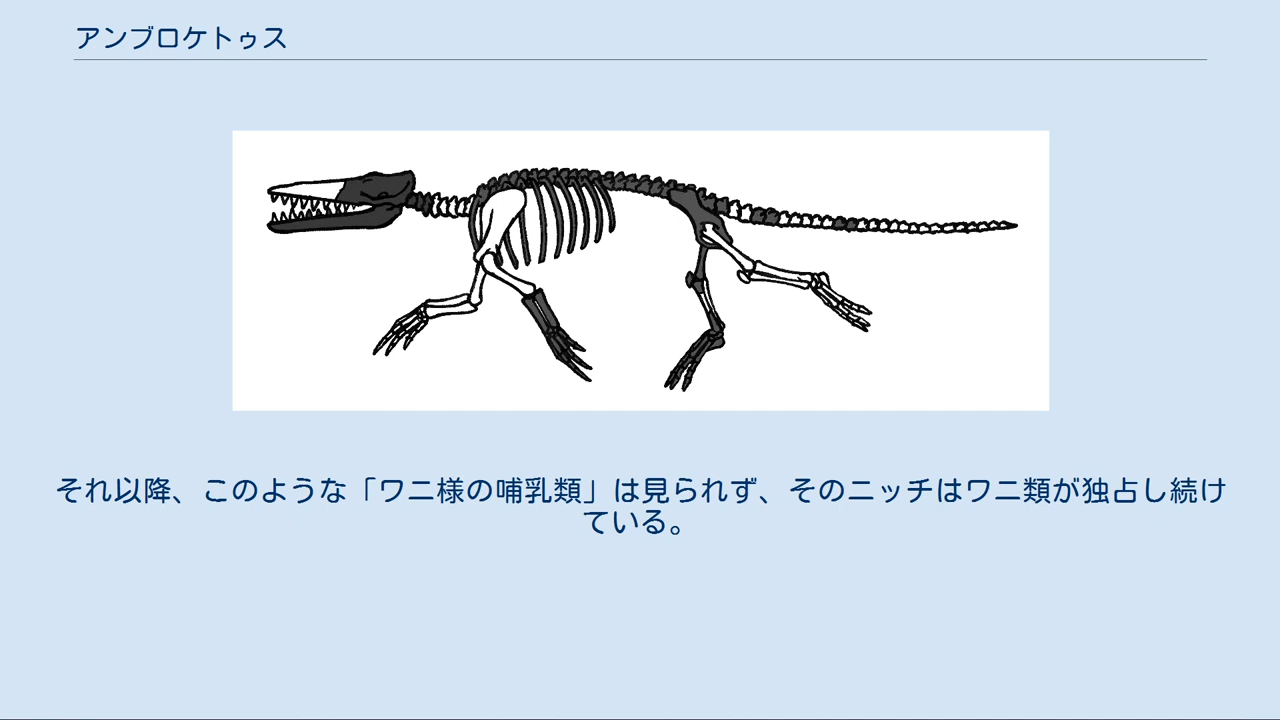 アンブロケトゥス
それ以降、このような「ワニ様の哺乳類」は見られず、そのニッチはワニ類が独占し続け
ている。